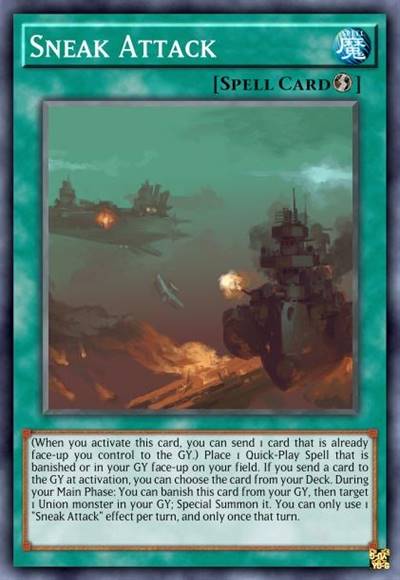 Sneak Attack
SPELL
魔
[Spell Card]
(When you activate this card, you can send 1 card that is already
face-up you control to the GY.) Place 1 Quick-Play Spell that is
banished or in your GY face-up on your field. If you send a card to
the GY at activation, you can choose the card from your Deck. During
your Main Phase: You can banish this card from your GY, then target
1 Union monster in your GY; Special Summon it. You can only use 1
"Sneak Attack" effect per turn, and only once that turn.